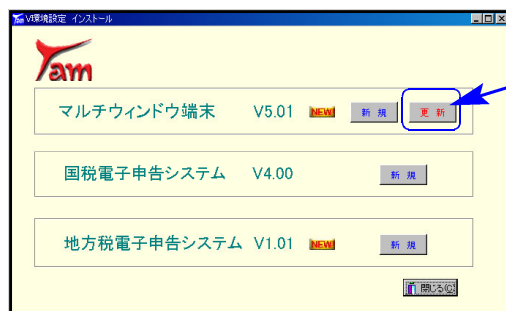 VI環境設定 インストール
Tam
マルチウィンドウ端末 V5.01 NEW 新規 更新
国税電子申告システム V4.00 新規
地方税電子申告システム V1.01 NEW 新規
閉じる(C)